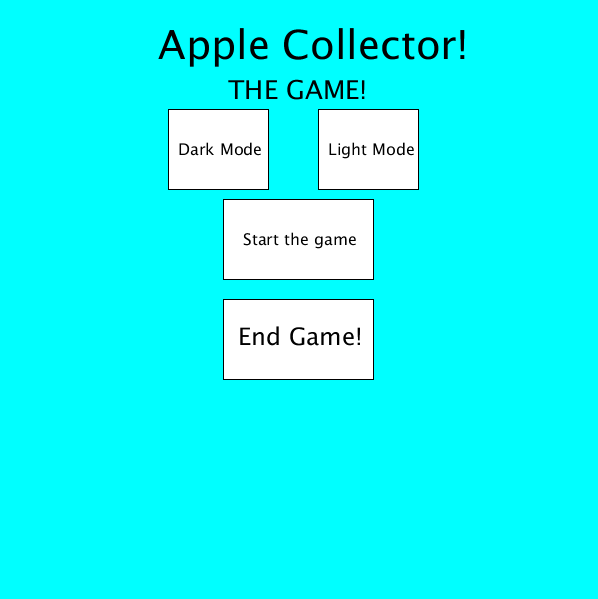 Apple Collector!
THE GAME!
Dark Mode
Light Mode
Start the game
End Game!